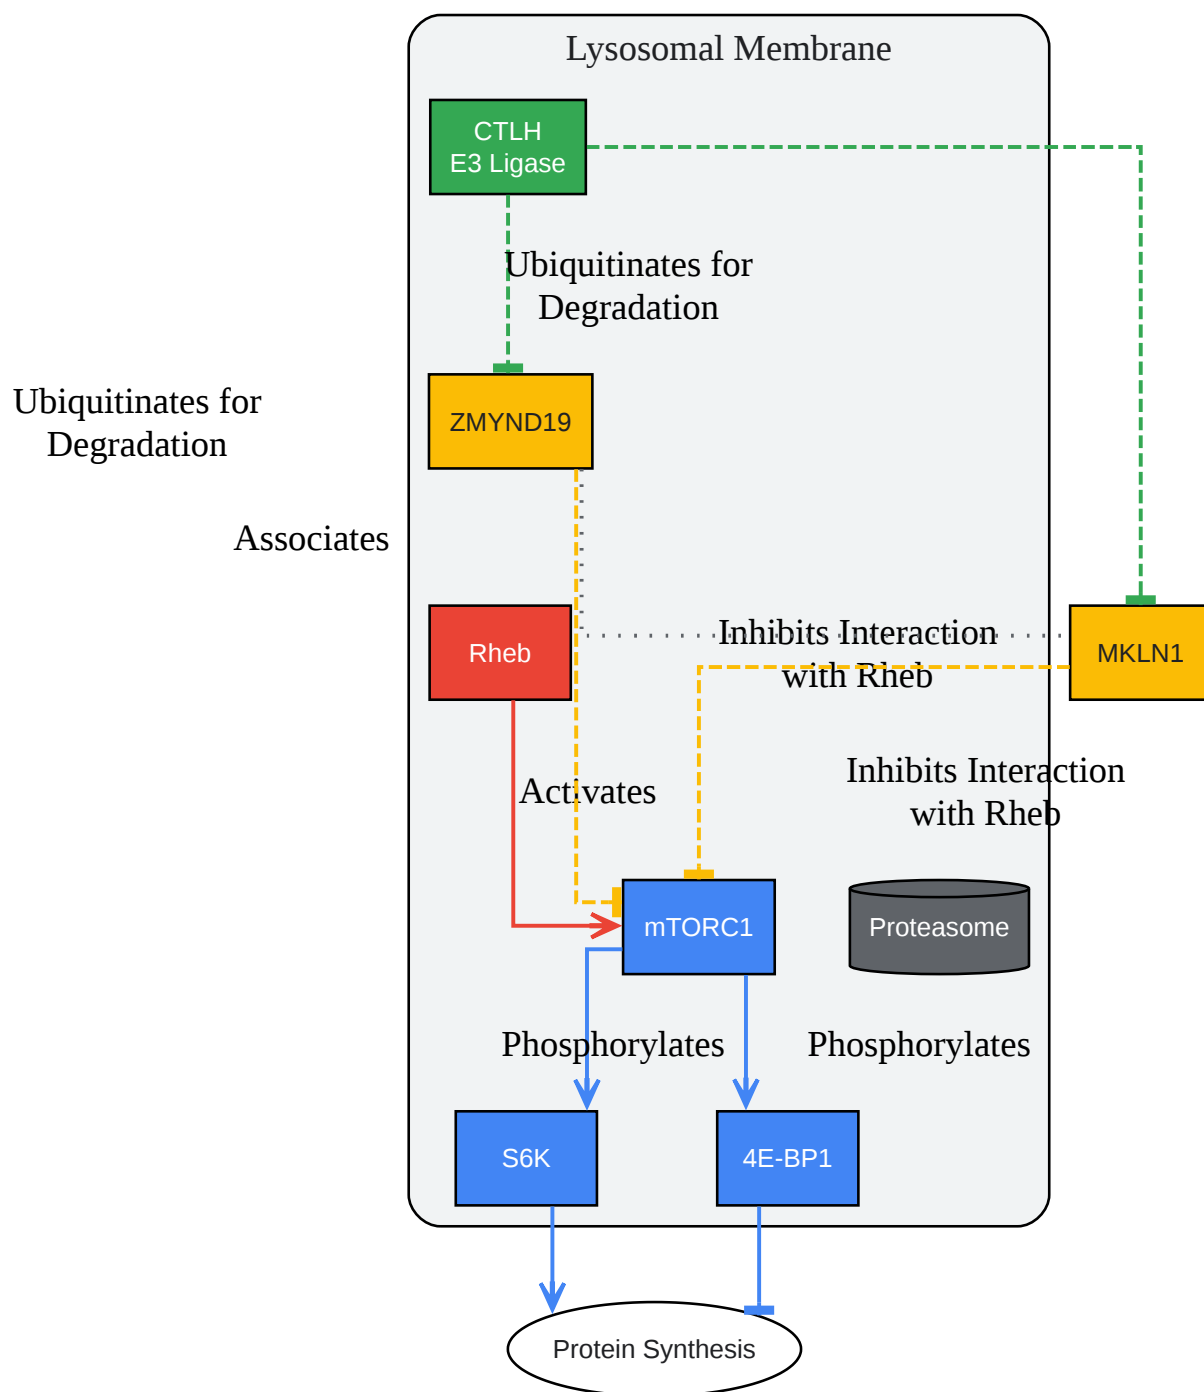 Lysosomal Membrane
CTLH
E3 Ligase
Ubiquitinates for
Degradation
Ubiquitinates for
Degradation
ZMYND19
Associates
Rheb
Inhibits Interaction
with Rheb
MKLN1
Activates
Inhibits Interaction
with Rheb
mTORC1
Proteasome
Phosphorylates
Phosphorylates
S6K
4E-BP1
Protein Synthesis